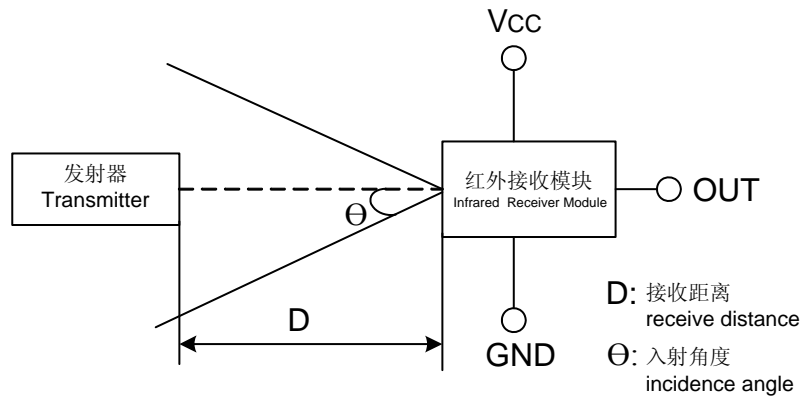 Vcc
发射器
Transmitter
红外接收模块
Infrared Receiver Module
OUT
Θ
D
GND
D: 接收距离
receive distance
Θ: 入射角度
incidence angle